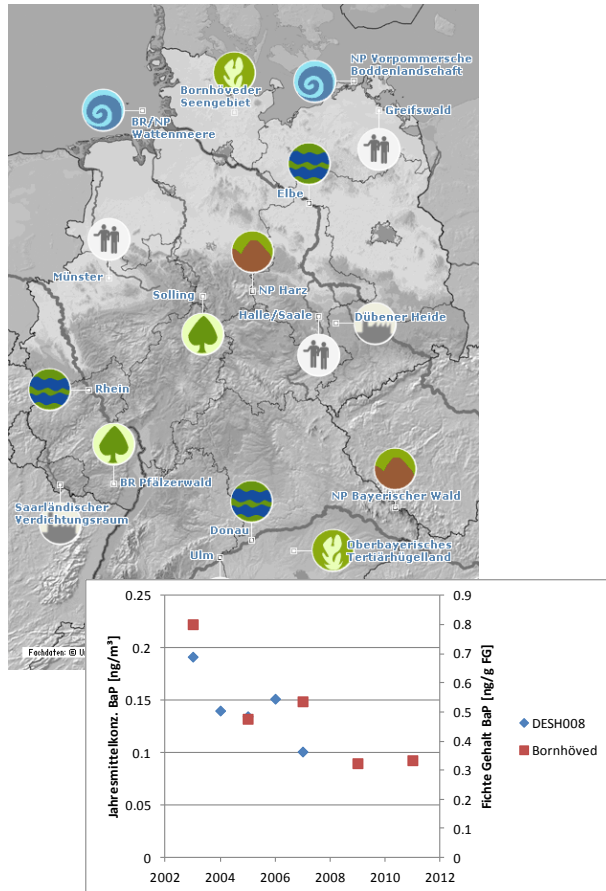 NP Vorpommersche
Boddenlandschaft
Bornhöveder
Seengebiet
Greifswald
BR/NP
Wattenmeere
Elbe
Münster
Solling
NP Harz
Halle/Saale
Dübener Heide
Rhein
BR Pfälzerwald
NP Bayerischer Wald
Saarländischer
Verdichtungsraum
Donau
Oberbayerisches
Tertiärhügelland
Ulm
Fachdaten: © U
Jahresmittelkonz. BaP [ng/m³]
0.25
0.2
0.15
0.1
0.05
0
0.9
0.8
0.7
0.6
0.5
0.4
0.3
0.2
0.1
0
Fichte Gehalt BaP [ng/g FG]
2002 2004 2006 2008 2010 2012
DESH008
Bornhöved